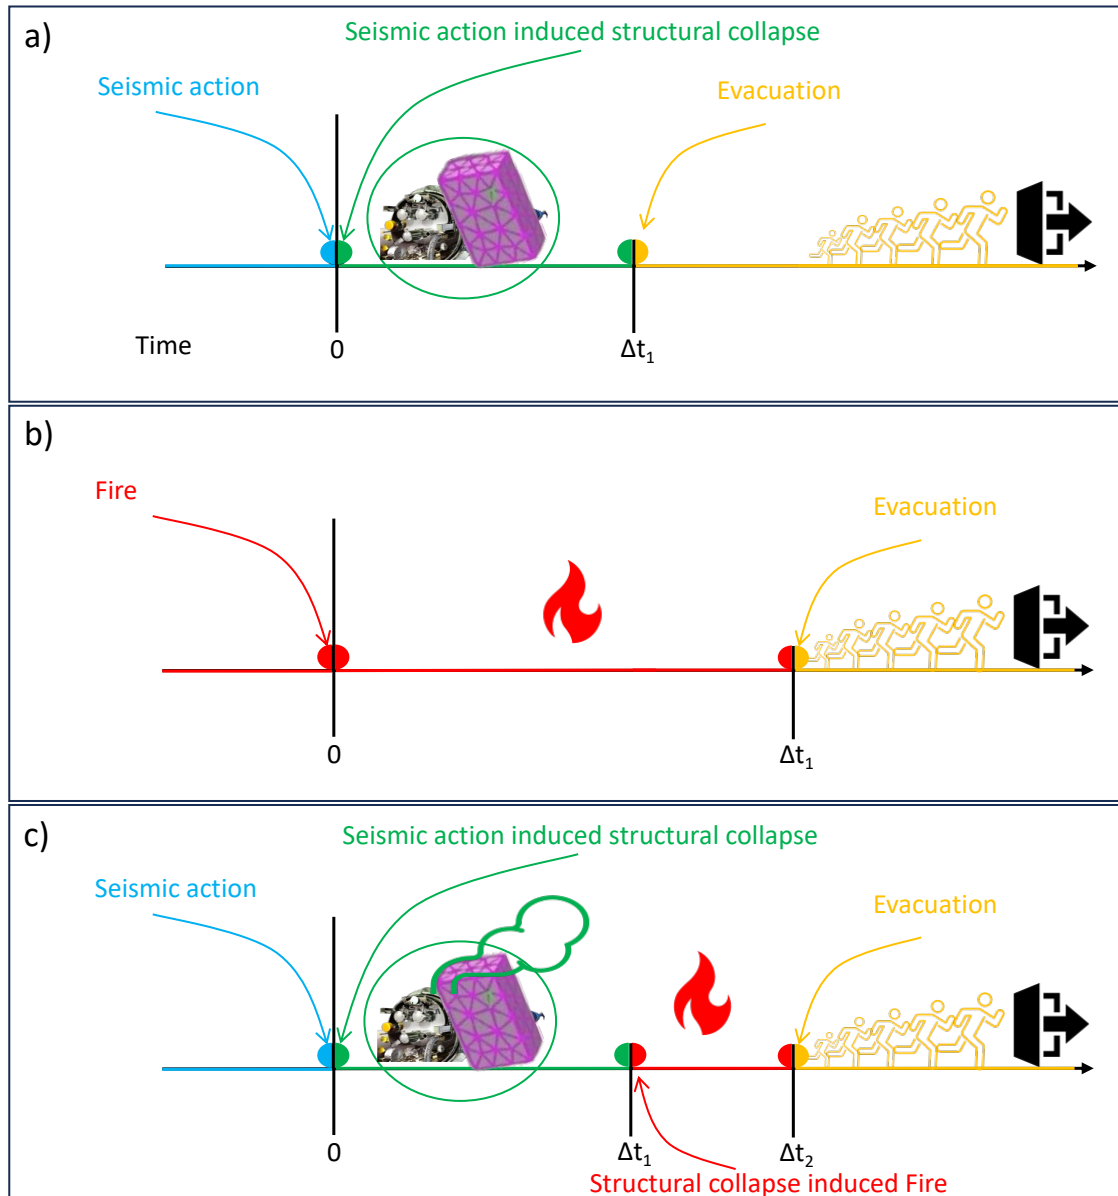 a)
Seismic action induced structural collapse
Seismic action
Evacuation
Time
0
Δt₁
b)
Fire
Evacuation
0
Δt₁
c)
Seismic action induced structural collapse
Seismic action
Evacuation
0
Δt₁
Δt₂
Structural collapse induced Fire